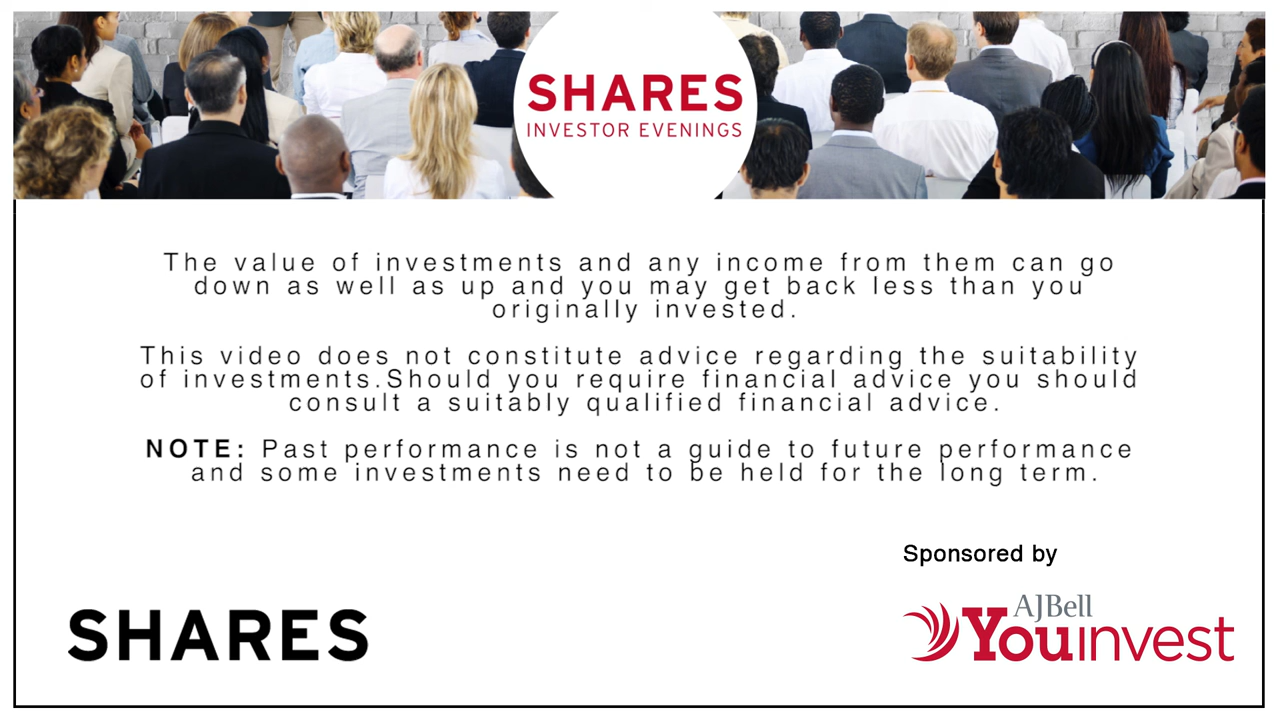 SHARES
INVESTOR EVENINGS
The value of investments and any income from them can go
down as well as up and you may get back less than you
originally invested.
This video does not constitute advice regarding the suitability
of investments.Should you require financial advice you should
consult a suitably qualified financial advice.
NOTE: Past performance is not a guide to future performance
and some investments need to be held for the long term.
Sponsored by
SHARES
AJBell
Youinvest